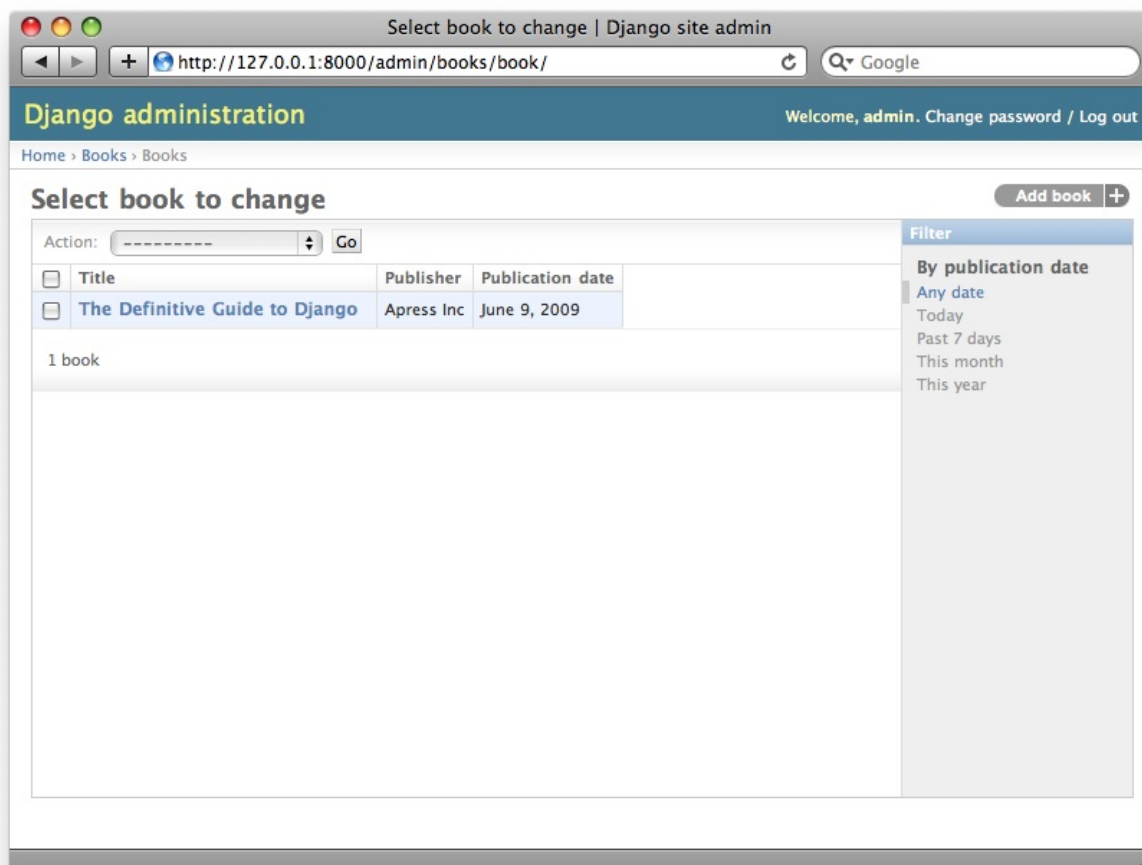 Select book to change | Django site admin
http://127.0.0.1:8000/admin/books/book/
Google
Django administration
Welcome, admin. Change password / Log out
Home › Books › Books
Select book to change
Add book +
Action: --------- Go
Filter
Title Publisher Publication date
The Definitive Guide to Django Apress Inc June 9, 2009
1 book
By publication date
Any date
Today
Past 7 days
This month
This year